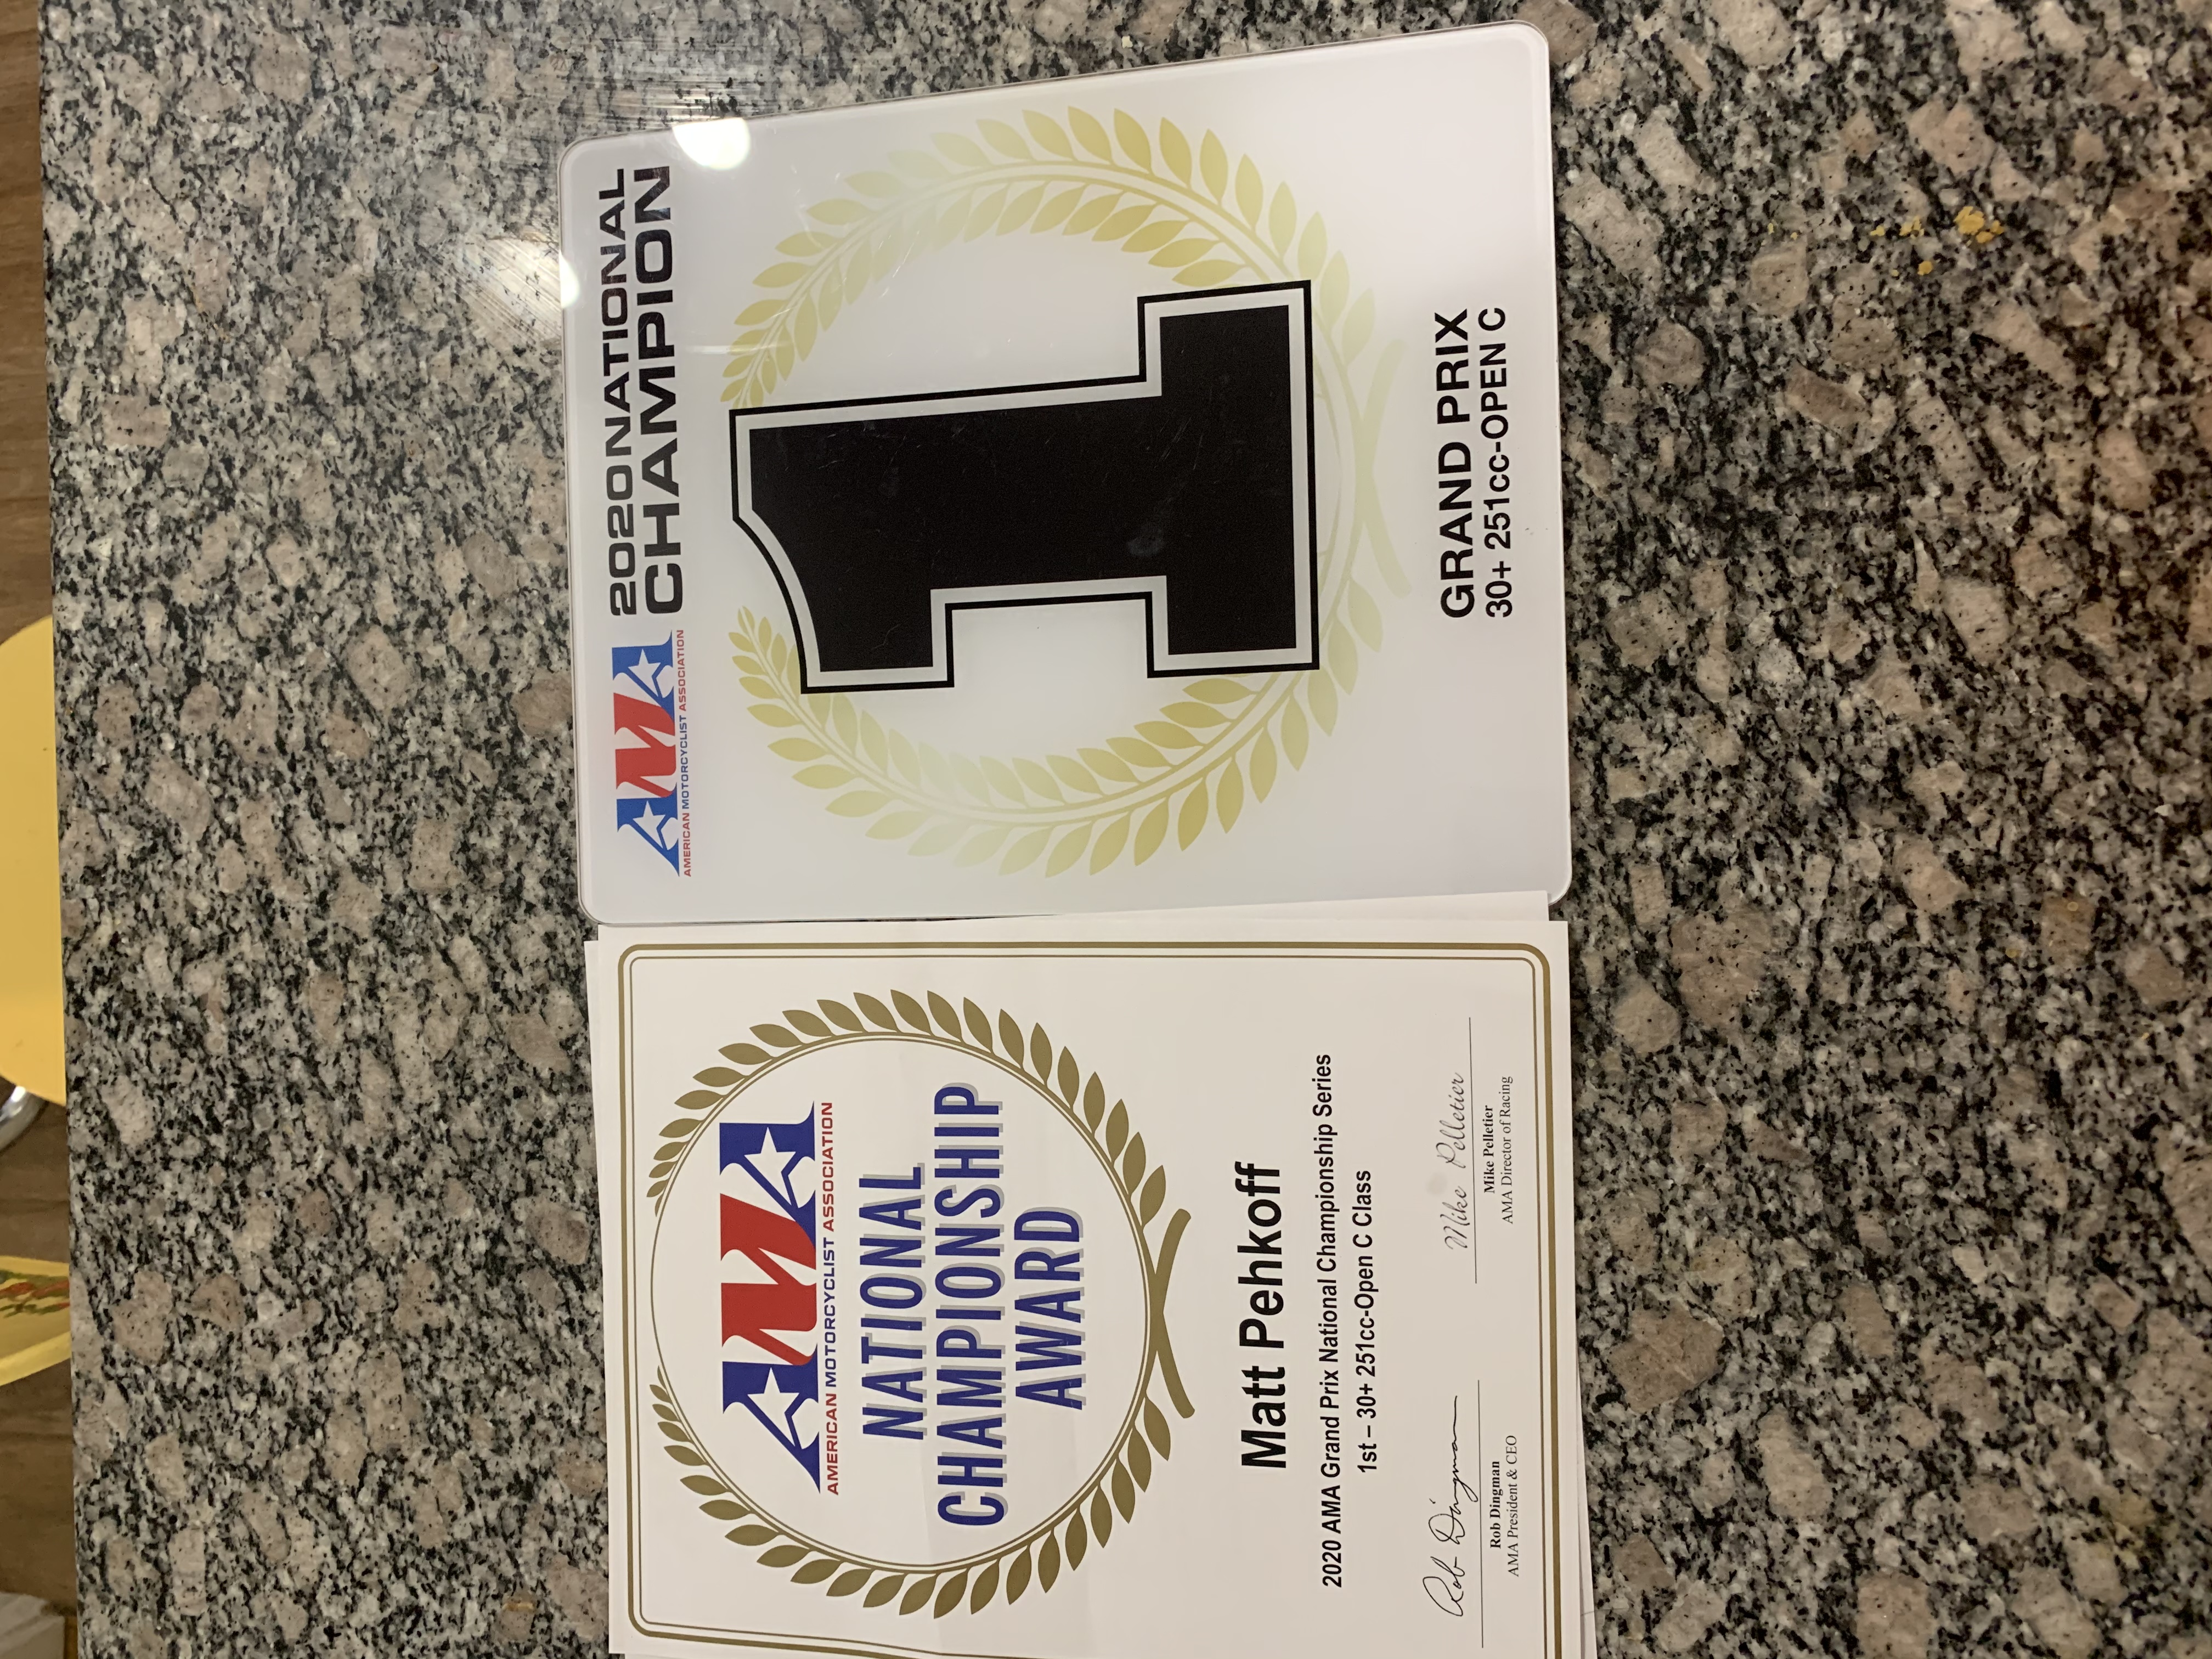 AMA
AMERICAN MOTORCYCLIST ASSOCIATION
NATIONAL
CHAMPIONSHIP
AWARD
Matt Pehkoff
2020 AMA Grand Prix National Championship Series
1st – 30+ 251cc-Open C Class
Rob Dingman
Rob Dingman
AMA President & CEO
Mike Pelletier
Mike Pelletier
AMA Director of Racing
AMA
AMERICAN MOTORCYCLIST ASSOCIATION
2020 NATIONAL
CHAMPION
1
GRAND PRIX
30+ 251cc-OPEN C